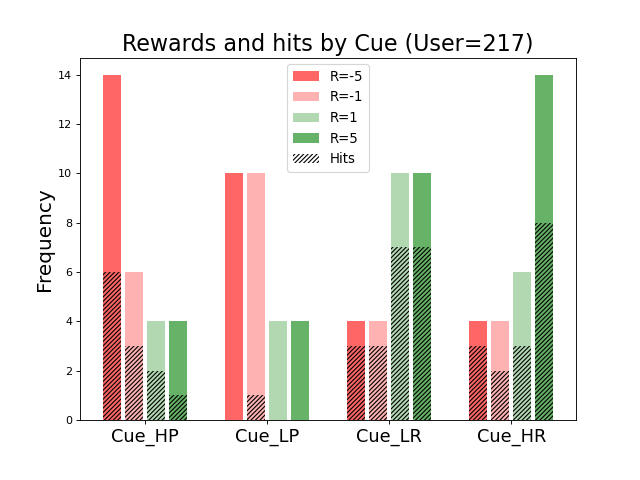 Rewards and hits by Cue (User=217)
R=-5
R=-1
R=1
R=5
Hits
Frequency
14
12
10
8
6
4
2
0
Cue_HP
Cue_LP
Cue_LR
Cue_HR